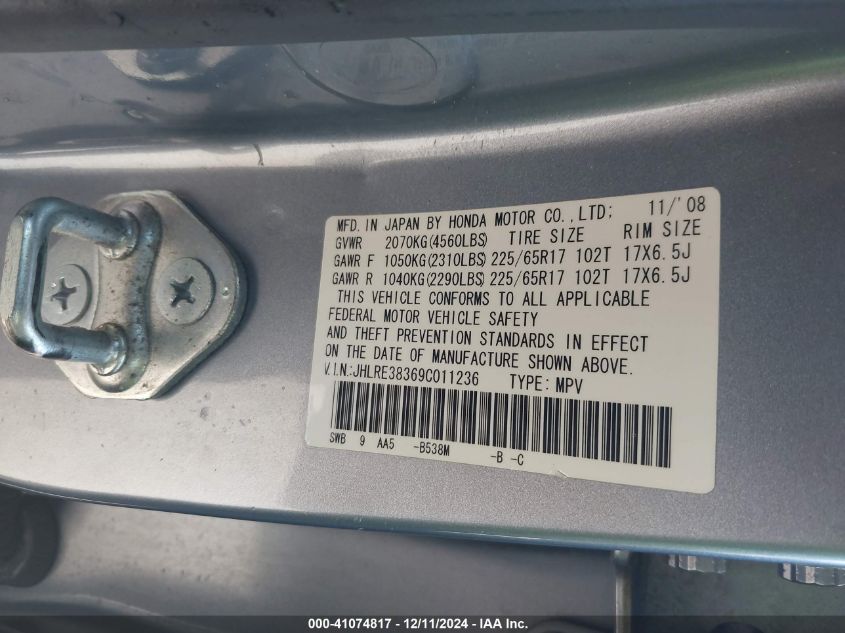 MFD. IN JAPAN BY HONDA MOTOR CO., LTD; 11/'08
GVWR 2070KG(4560LBS) TIRE SIZE RIM SIZE
GAWR F 1050KG(2310LBS) 225/65R17 102T 17X6.5J
GAWR R 1040KG(2290LBS) 225/65R17 102T 17X6.5J
THIS VEHICLE CONFORMS TO ALL APPLICABLE
FEDERAL MOTOR VEHICLE SAFETY
AND THEFT PREVENTION STANDARDS IN EFFECT
ON THE DATE OF MANUFACTURE SHOWN ABOVE.
V.I.N.:JHLRE38369C011236 TYPE: MPV
SWB 9 AA5 -B538M -B -C
000-41074817 - 12/11/2024 - IAA Inc.